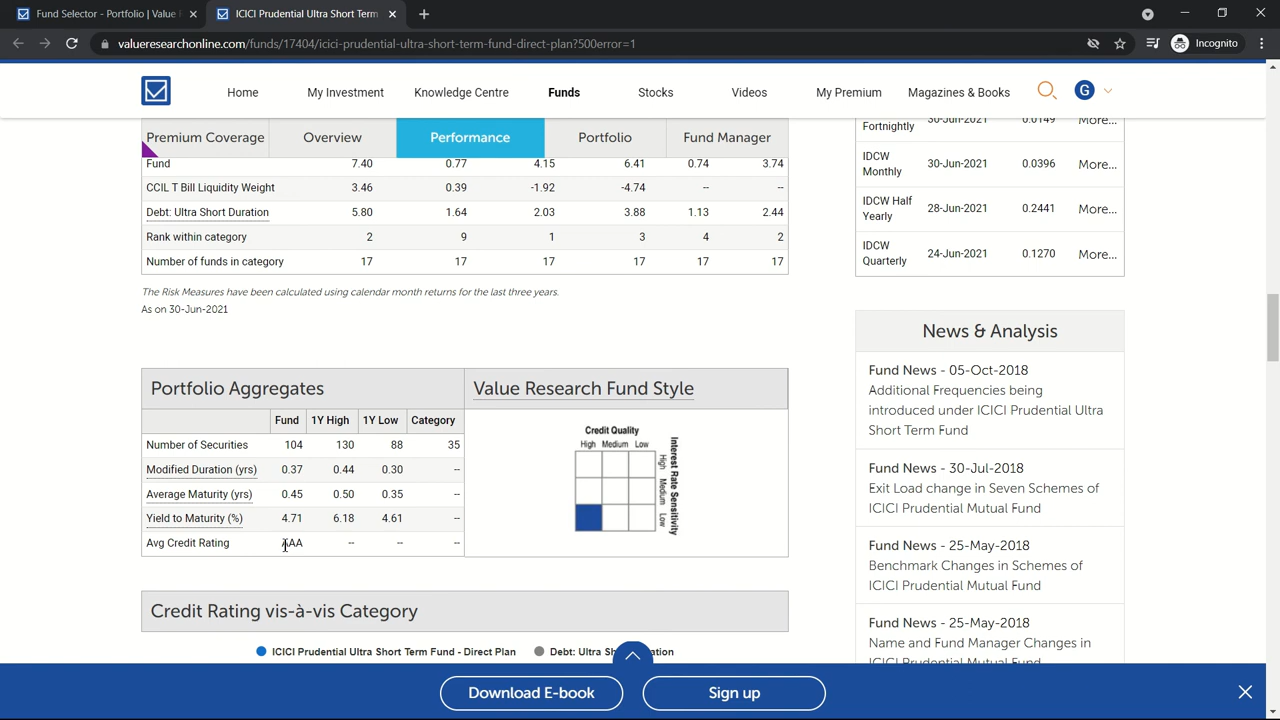 Fund Selector - Portfolio | Value
ICICI Prudential Ultra Short Term
valueresearchonline.com/funds/17404/icici-prudential-ultra-short-term-fund-direct-plan?500error=1
Incognito
Home
My Investment
Knowledge Centre
Funds
Stocks
Videos
My Premium
Magazines & Books
G
Premium Coverage
Overview
Performance
Portfolio
Fund Manager
Fund 7.40 0.77 4.15 6.41 0.74 3.74
CCIL T Bill Liquidity Weight 3.46 0.39 -1.92 -4.74 -- --
Debt: Ultra Short Duration 5.80 1.64 2.03 3.88 1.13 2.44
Rank within category 2 9 1 3 4 2
Number of funds in category 17 17 17 17 17 17
The Risk Measures have been calculated using calendar month returns for the last three years.
As on 30-Jun-2021
Portfolio Aggregates
Fund 1Y High 1Y Low Category
Number of Securities 104 130 88 35
Modified Duration (yrs) 0.37 0.44 0.30 --
Average Maturity (yrs) 0.45 0.50 0.35 --
Yield to Maturity (%) 4.71 6.18 4.61 --
Avg Credit Rating AAA -- -- --
Value Research Fund Style
Credit Quality
High Medium Low
High Medium Low
Interest Rate Sensitivity
Credit Rating vis-à-vis Category
ICICI Prudential Ultra Short Term Fund - Direct Plan
Debt: Ultra Sh
Fortnightly 30-Jun-2021 0.0149 More...
IDCW
Monthly
30-Jun-2021 0.0396 More...
IDCW Half
Yearly
28-Jun-2021 0.2441 More...
IDCW
Quarterly
24-Jun-2021 0.1270 More...
News & Analysis
Fund News - 05-Oct-2018
Additional Frequencies being
introduced under ICICI Prudential Ultra
Short Term Fund
Fund News - 30-Jul-2018
Exit Load change in Seven Schemes of
ICICI Prudential Mutual Fund
Fund News - 25-May-2018
Benchmark Changes in Schemes of
ICICI Prudential Mutual Fund
Fund News - 25-May-2018
Name and Fund Manager Changes in
ICICI Prudential Mutual Fund
Download E-book
Sign up